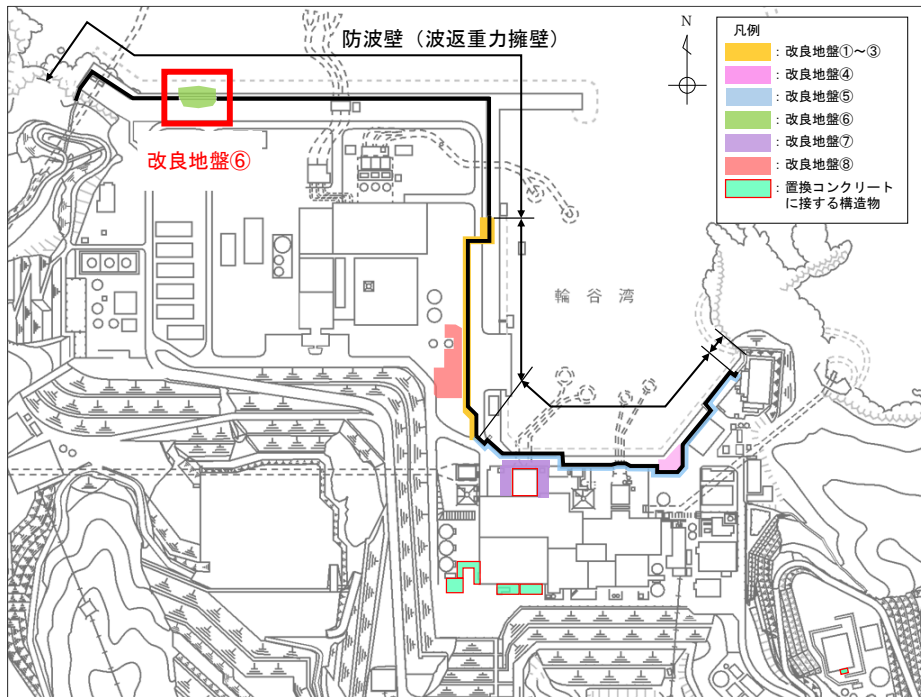 防波壁（波返重力擁壁）
N
凡例
：改良地盤①～③
：改良地盤④
：改良地盤⑤
：改良地盤⑥
：改良地盤⑦
：改良地盤⑧
：置換コンクリート
に接する構造物
改良地盤⑥
輪谷湾